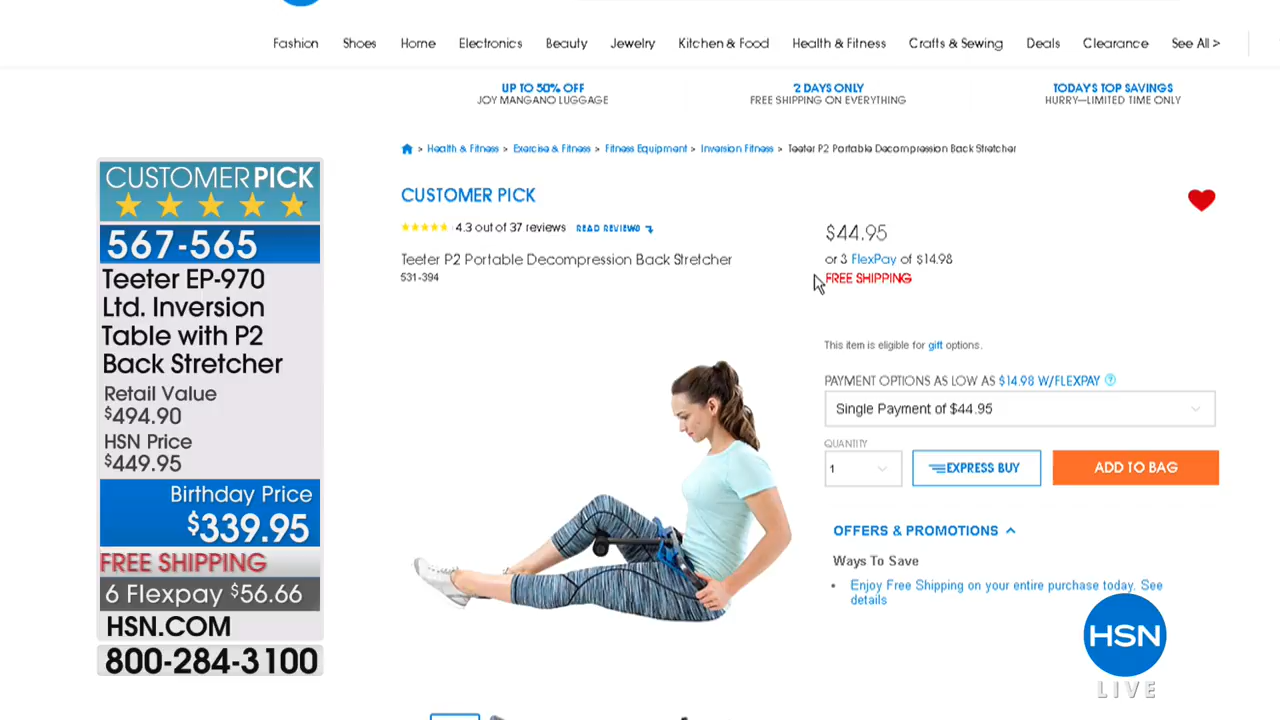 Fashion Shoes Home Electronics Beauty Jewelry Kitchen & Food Health & Fitness Crafts & Sewing Deals Clearance See All >
UP TO 50% OFF
JOY MANGANO LUGGAGE
2 DAYS ONLY
FREE SHIPPING ON EVERYTHING
TODAY'S TOP SAVINGS
HURRY—LIMITED TIME ONLY
> Health & Fitness > Exercise & Fitness > Fitness Equipment > Inversion Fitness > Teeter P2 Portable Decompression Back Stretcher
CUSTOMER PICK
567-565
Teeter EP-970
Ltd. Inversion
Table with P2
Back Stretcher
Retail Value
$494.90
HSN Price
$449.95
Birthday Price
$339.95
FREE SHIPPING
6 Flexpay $56.66
HSN.COM
800-284-3100
CUSTOMER PICK
4.3 out of 37 reviews READ REVIEWS
Teeter P2 Portable Decompression Back Stretcher
531-394
$44.95
or 3 FlexPay of $14.98
FREE SHIPPING
This item is eligible for gift options.
PAYMENT OPTIONS AS LOW AS $14.98 W/FLEXPAY ?
Single Payment of $44.95
QUANTITY
1
EXPRESS BUY
ADD TO BAG
OFFERS & PROMOTIONS
Ways To Save
• Enjoy Free Shipping on your entire purchase today. See
details
HSN
LIVE